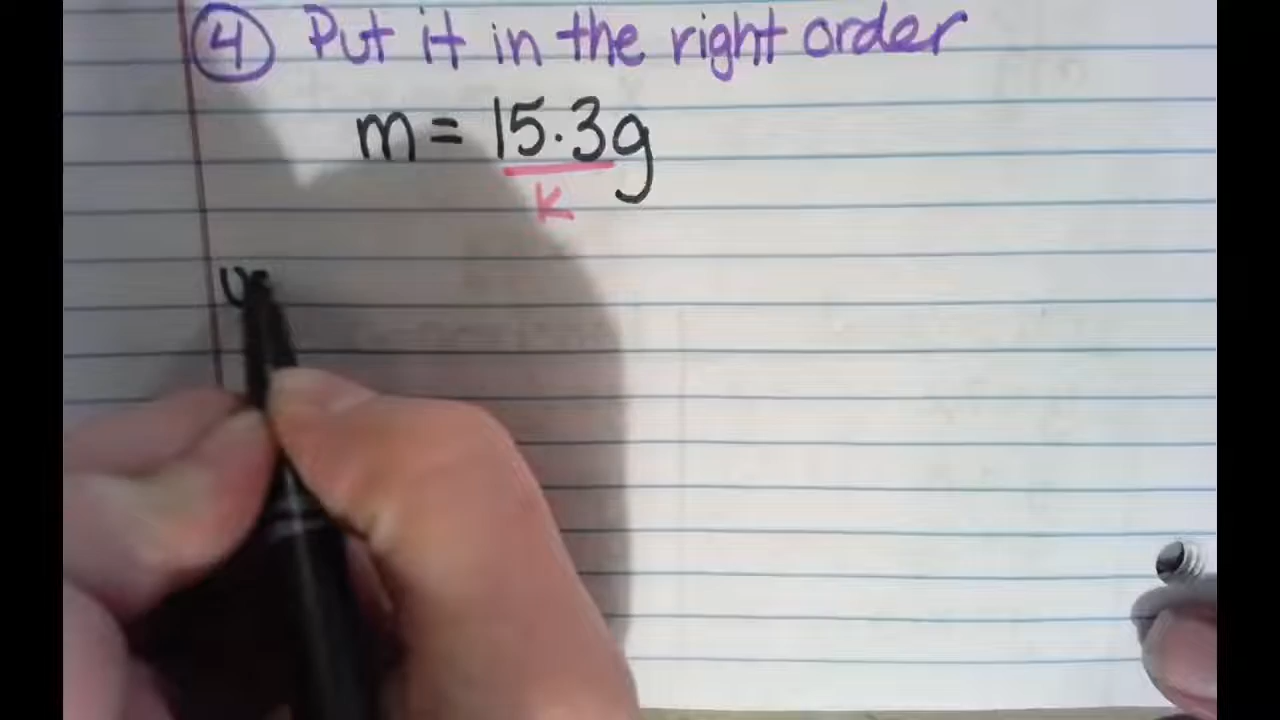 ④ Put it in the right order
m = 15.3g
K